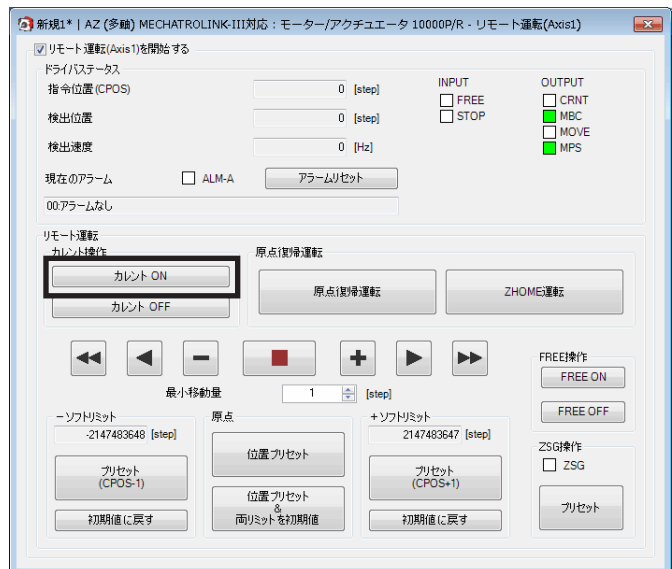 新規1* | AZ (多軸) MECHATROLINK-III対応：モーター/アクチュエータ 10000P/R - リモート運転(Axis1)
リモート運転(Axis1)を開始する
ドライバステータス
指令位置(CPOS) 0 [step]
検出位置 0 [step]
検出速度 0 [Hz]
INPUT
FREE
STOP
OUTPUT
CRNT
MBC
MOVE
MPS
現在のアラーム ALM-A アラームリセット
00:アラームなし
リモート運転
カレント操作
カレント ON
カレント OFF
原点復帰運転
原点復帰運転 ZHOME運転
最小移動量 1 [step]
FREE操作
FREE ON
FREE OFF
－ソフトリミット
-2147483648 [step]
プリセット
(CPOS-1)
初期値に戻す
原点
位置プリセット
位置プリセット
&
両リミットを初期値
+ソフトリミット
2147483647 [step]
プリセット
(CPOS+1)
初期値に戻す
ZSG操作
ZSG
プリセット